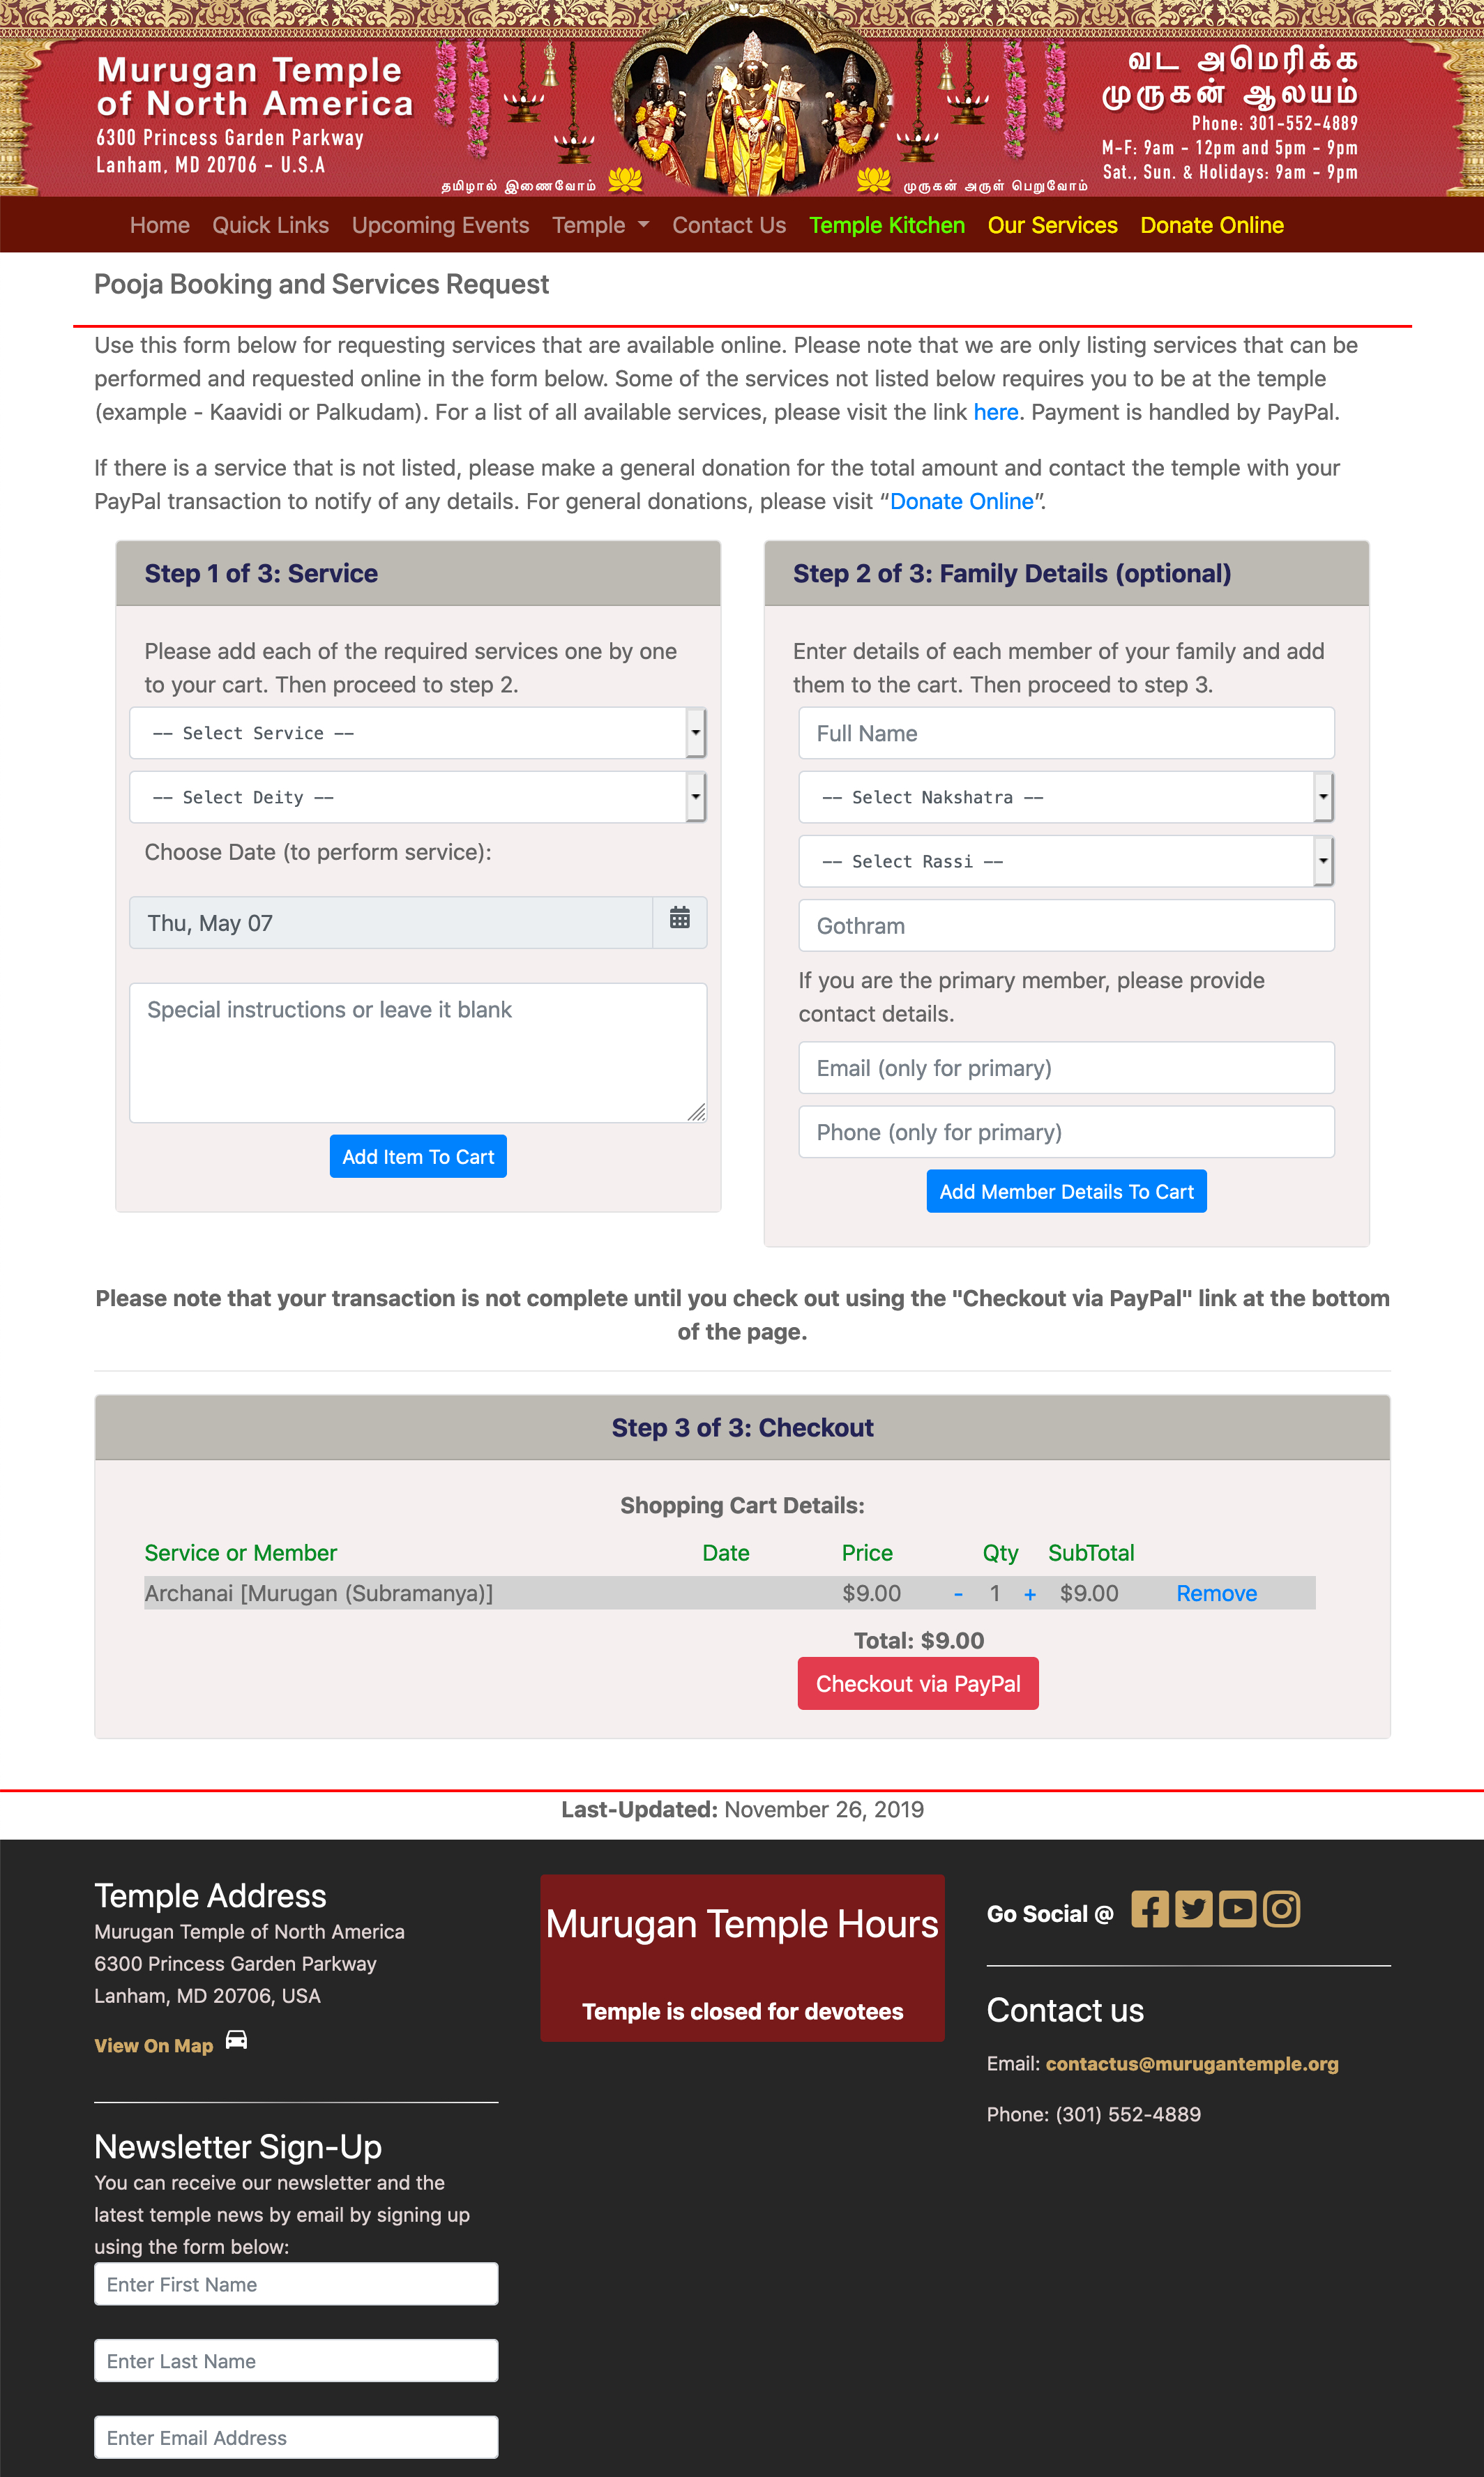 Murugan Temple
of North America
6300 Princess Garden Parkway
Lanham, MD 20706 - U.S.A
தமிழால் இணைவோம்
முருகன் அருள் பெறுவோம்
வட அமெரிக்க
முருகன் ஆலயம்
Phone: 301-552-4889
M-F: 9am - 12pm and 5pm - 9pm
Sat., Sun. & Holidays: 9am - 9pm
Home Quick Links Upcoming Events Temple Contact Us Temple Kitchen Our Services Donate Online
Pooja Booking and Services Request
Use this form below for requesting services that are available online. Please note that we are only listing services that can be
performed and requested online in the form below. Some of the services not listed below requires you to be at the temple
(example - Kaavidi or Palkudam). For a list of all available services, please visit the link here. Payment is handled by PayPal.
If there is a service that is not listed, please make a general donation for the total amount and contact the temple with your
PayPal transaction to notify of any details. For general donations, please visit “Donate Online”.
Step 1 of 3: Service
Please add each of the required services one by one
to your cart. Then proceed to step 2.
-- Select Service --
-- Select Deity --
Choose Date (to perform service):
Thu, May 07
Special instructions or leave it blank
Add Item To Cart
Step 2 of 3: Family Details (optional)
Enter details of each member of your family and add
them to the cart. Then proceed to step 3.
Full Name
-- Select Nakshatra --
-- Select Rassi --
Gothram
If you are the primary member, please provide
contact details.
Email (only for primary)
Phone (only for primary)
Add Member Details To Cart
Please note that your transaction is not complete until you check out using the "Checkout via PayPal" link at the bottom
of the page.
Step 3 of 3: Checkout
Shopping Cart Details:
Service or Member Date Price Qty SubTotal
Archanai [Murugan (Subramanya)] $9.00 - 1 + $9.00 Remove
Total: $9.00
Checkout via PayPal
Last-Updated: November 26, 2019
Temple Address
Murugan Temple of North America
6300 Princess Garden Parkway
Lanham, MD 20706, USA
View On Map
Newsletter Sign-Up
You can receive our newsletter and the
latest temple news by email by signing up
using the form below:
Enter First Name
Enter Last Name
Enter Email Address
Murugan Temple Hours
Temple is closed for devotees
Go Social @
Contact us
Email: contactus@murugantemple.org
Phone: (301) 552-4889